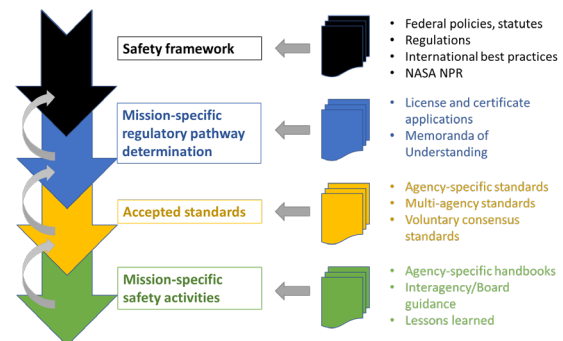 Safety framework
• Federal policies, statutes
• Regulations
• International best practices
• NASA NPR
Mission-specific
regulatory pathway
determination
• License and certificate
applications
• Memoranda of
Understanding
Accepted standards
• Agency-specific standards
• Multi-agency standards
• Voluntary consensus
standards
Mission-specific
safety activities
• Agency-specific handbooks
• Interagency/Board
guidance
• Lessons learned